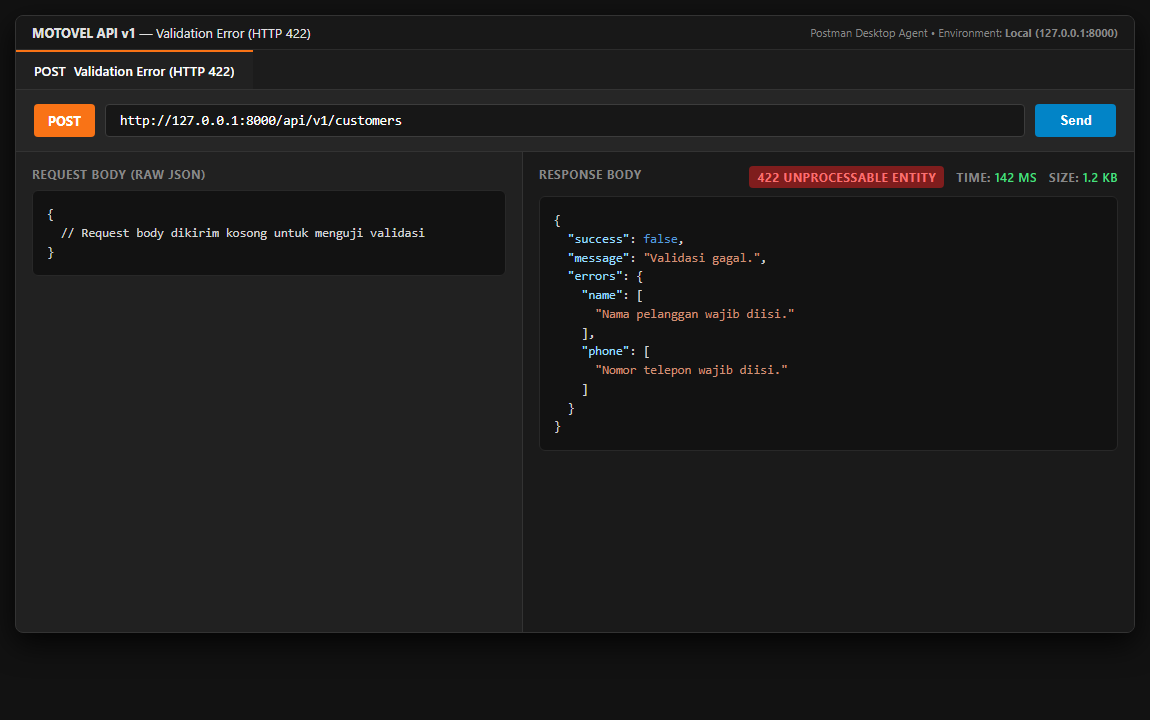 MOTOVEL API v1 — Validation Error (HTTP 422)
Postman Desktop Agent • Environment: Local (127.0.0.1:8000)
POST Validation Error (HTTP 422)
POST
http://127.0.0.1:8000/api/v1/customers
Send
REQUEST BODY (RAW JSON)
{
  // Request body dikirim kosong untuk menguji validasi
}
RESPONSE BODY
422 UNPROCESSABLE ENTITY
TIME: 142 MS
SIZE: 1.2 KB
{
  "success": false,
  "message": "Validasi gagal.",
  "errors": {
    "name": [
      "Nama pelanggan wajib diisi."
    ],
    "phone": [
      "Nomor telepon wajib diisi."
    ]
  }
}